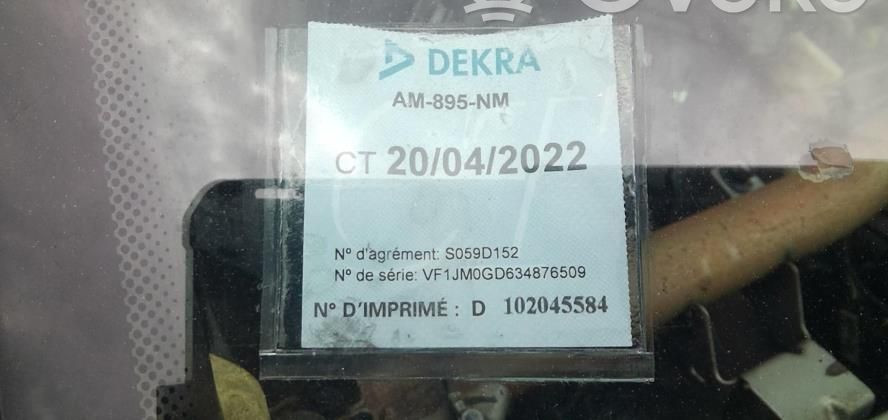 DEKRA
AM-895-NM
CT 20/04/2022
N° d'agrément: S059D152
N° de série: VF1JM0GD634876509
N° D'IMPRIMÉ : D 102045584